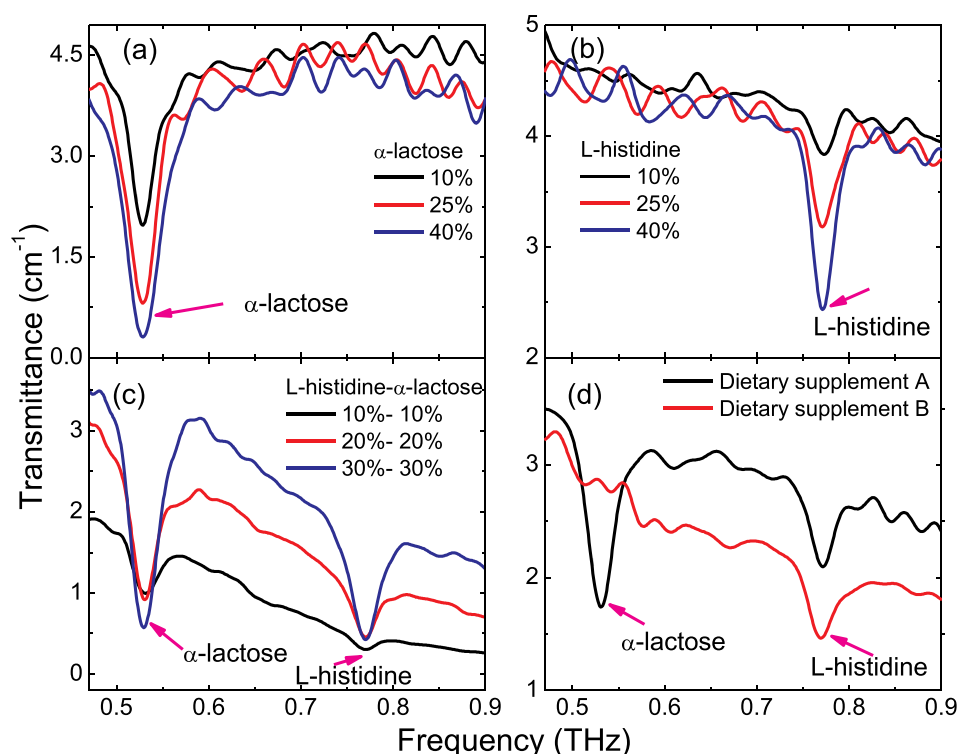 Transmittance (cm⁻¹)
4.5
3.0
1.5
0.0
(a)
α-lactose
10%
25%
40%
α-lactose
5
4
3
2
(b)
L-histidine
10%
25%
40%
L-histidine
3
2
1
0
(c)
L-histidine-α-lactose
10%- 10%
20%- 20%
30%- 30%
α-lactose
L-histidine
0.5 0.6 0.7 0.8 0.9
3
2
1
(d)
Dietary supplement A
Dietary supplement B
α-lactose
L-histidine
0.5 0.6 0.7 0.8 0.9
Frequency (THz)